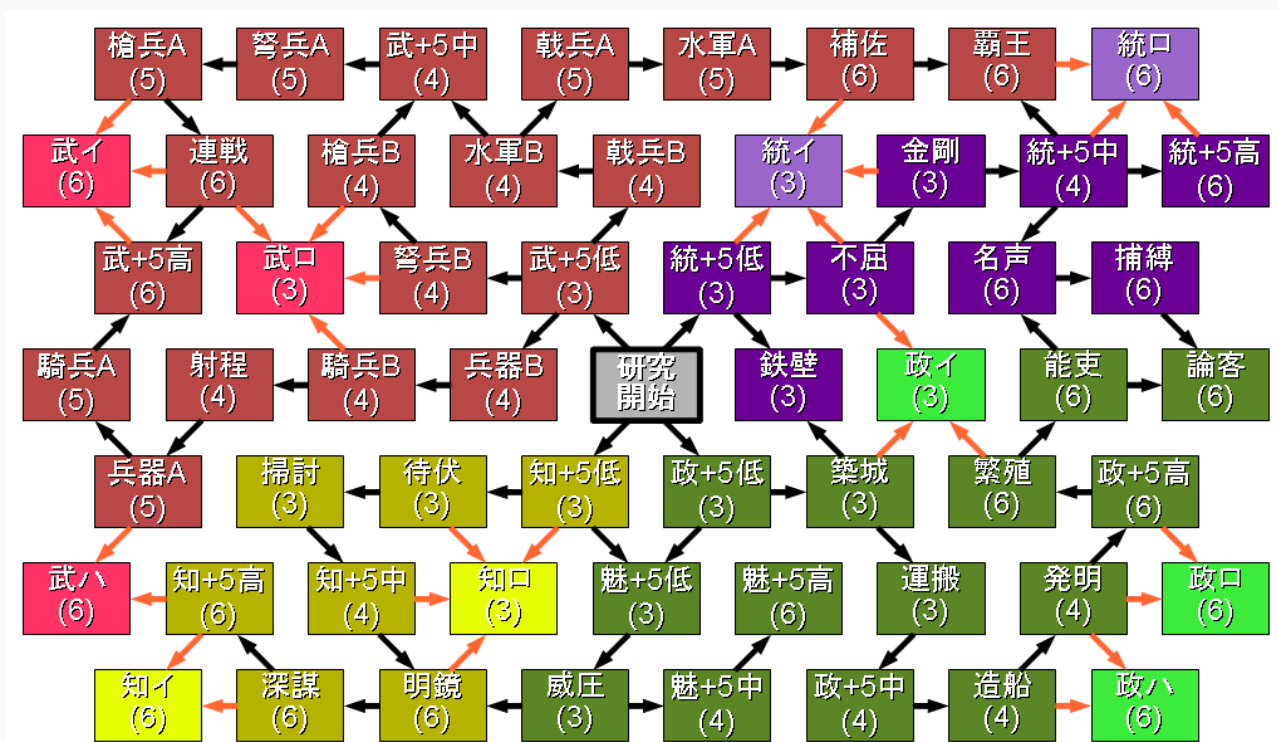 槍兵A
(5)
弩兵A
(5)
武+5中
(4)
戟兵A
(5)
水軍A
(5)
補佐
(6)
覇王
(6)
統ロ
(6)
武イ
(6)
連戦
(6)
槍兵B
(4)
水軍B
(4)
戟兵B
(4)
統イ
(3)
金剛
(3)
統+5中
(4)
統+5高
(6)
武+5高
(6)
武ロ
(3)
弩兵B
(4)
武+5低
(3)
統+5低
(3)
不屈
(3)
名声
(6)
捕縛
(6)
騎兵A
(5)
射程
(4)
騎兵B
(4)
兵器B
(4)
研究
開始
鉄壁
(3)
政イ
(3)
能吏
(6)
論客
(6)
兵器A
(5)
掃討
(3)
待伏
(3)
知+5低
(3)
政+5低
(3)
築城
(3)
繁殖
(6)
政+5高
(6)
武ハ
(6)
知+5高
(6)
知+5中
(4)
知ロ
(3)
魅+5低
(3)
魅+5高
(6)
運搬
(3)
発明
(4)
政ロ
(6)
知イ
(6)
深謀
(6)
明鏡
(6)
威圧
(3)
魅+5中
(4)
政+5中
(4)
造船
(4)
政ハ
(6)